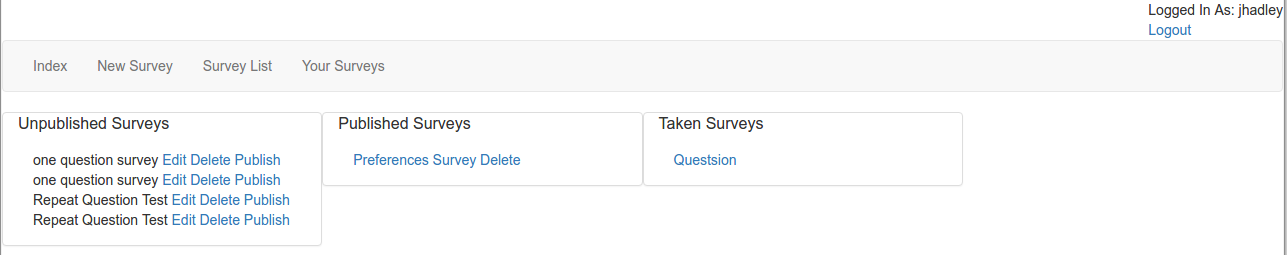 Logged In As: jhadley
Logout
Index New Survey Survey List Your Surveys
Unpublished Surveys
one question survey Edit Delete Publish
one question survey Edit Delete Publish
Repeat Question Test Edit Delete Publish
Repeat Question Test Edit Delete Publish
Published Surveys
Preferences Survey Delete
Taken Surveys
Questsion